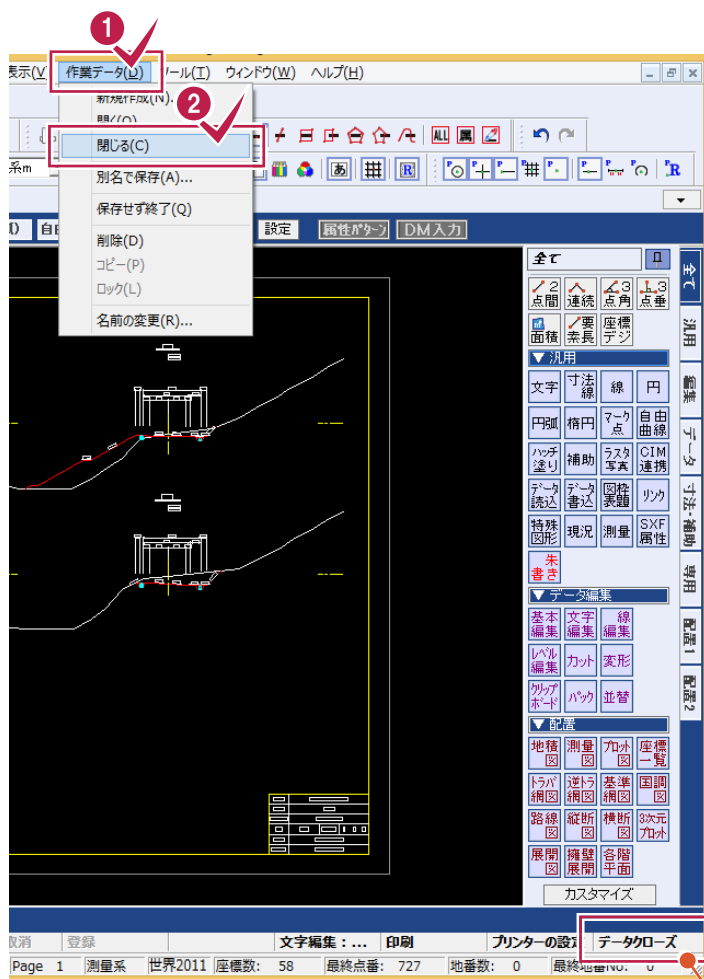 1
表示(V) 作業データ(D) ツール(T) ウィンドウ(W) ヘルプ(H)
新規作成(N)...
2
開く(O)...
閉じる(C)
別名で保存(A)...
保存せず終了(Q)
削除(D)
コピー(P)
ロック(L)
名前の変更(R)...
ALL 属
系m
あ R
設定 属性ﾊﾟﾀｰﾝ DM入力
全て
2点間 連続 3点角 3点垂
面積 要素長 座標デジ
▼ 汎用
文字 寸法線 線 円
円弧 楕円 マーク点 自由曲線
ハッチ塗り 補助 ラスタ写真 CIM連携
データ読込 データ書込 図枠表題 リンク
特殊図形 現況 測量 SXF属性
朱書き
▼ データ編集
基本編集 文字編集 線編集
レベル編集 カット 変形
クリップボード パック 並替
▼ 配置
地積図 測量図 プロット図 座標一覧
トラバ網図 逆トラ網図 基準網図 国調図
路線図 縦断図 横断図 3次元プロット
展開図 擁壁展開 各階平面
カスタマイズ
全て
汎用
編集
データ
寸法・補助
専用
配置1
配置2
取消 登録 文字編集：... 印刷 プリンターの設定 データクローズ
Page 1 測量系 世界2011 座標数: 58 最終点番: 727 地番数: 0 最終地番No: 0